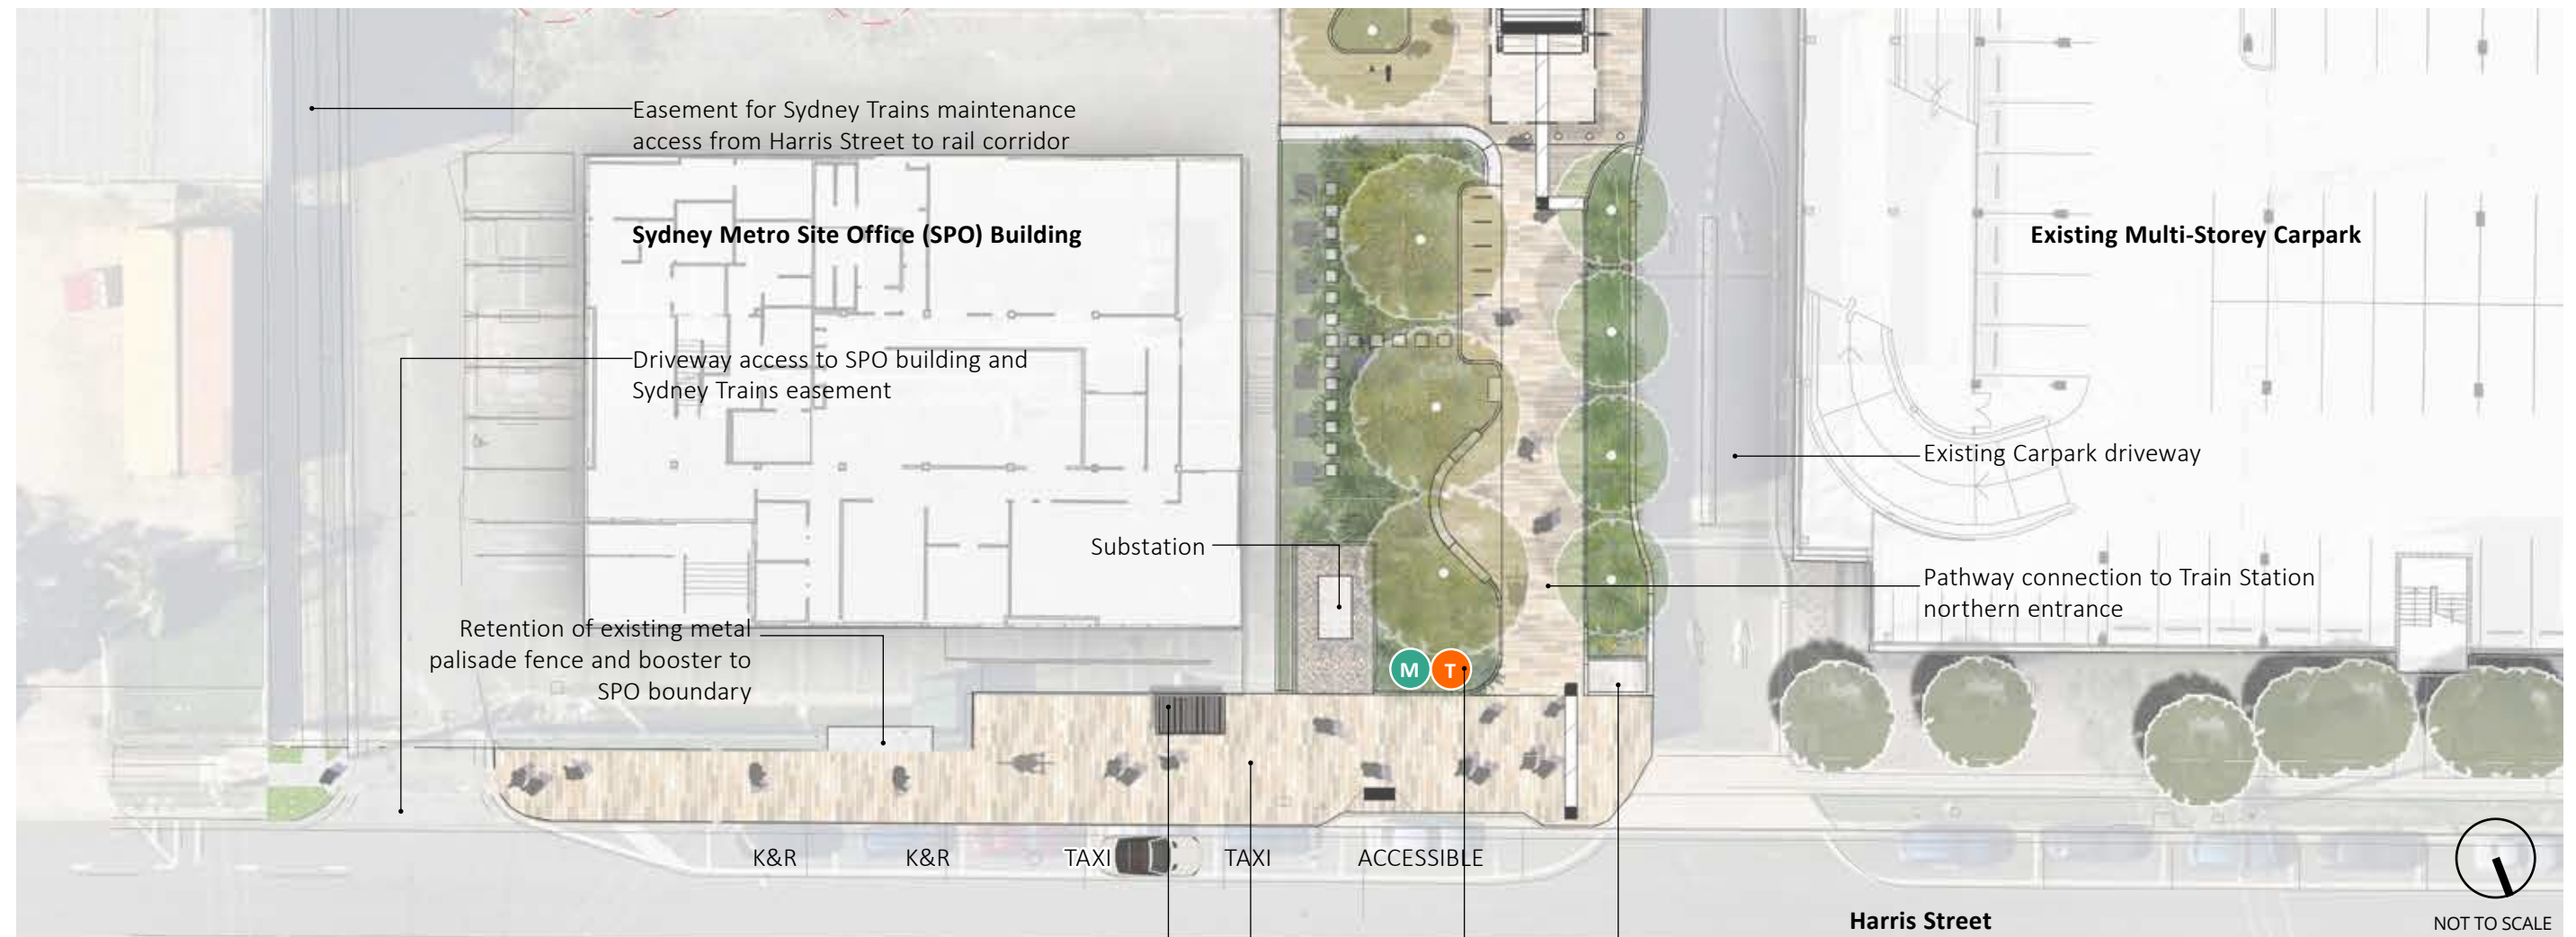 Easement for Sydney Trains maintenance
access from Harris Street to rail corridor
Sydney Metro Site Office (SPO) Building
Existing Multi-Storey Carpark
Driveway access to SPO building and
Sydney Trains easement
Existing Carpark driveway
Substation
Pathway connection to Train Station
northern entrance
Retention of existing metal
palisade fence and booster to
SPO boundary
M T
K&R
K&R
TAXI
TAXI
ACCESSIBLE
Harris Street
NOT TO SCALE